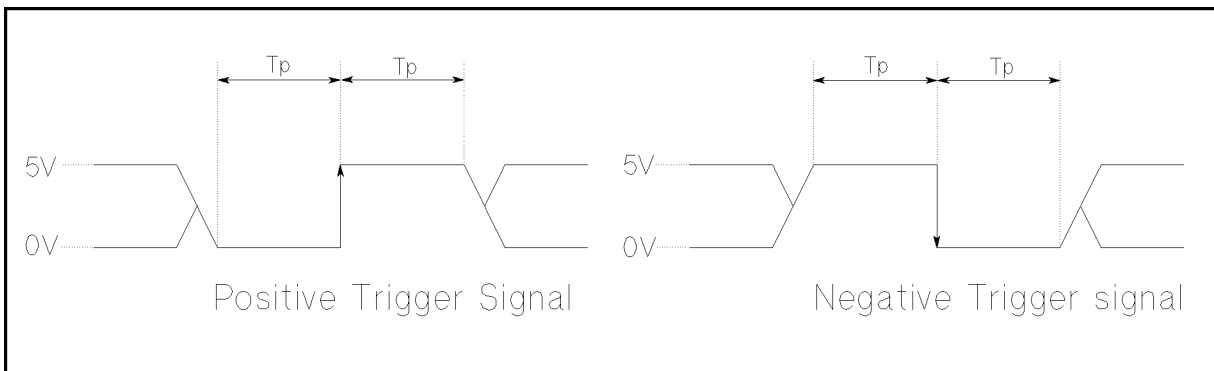 Tp Tp
5V
0V
Positive Trigger Signal
Tp Tp
5V
0V
Negative Trigger signal